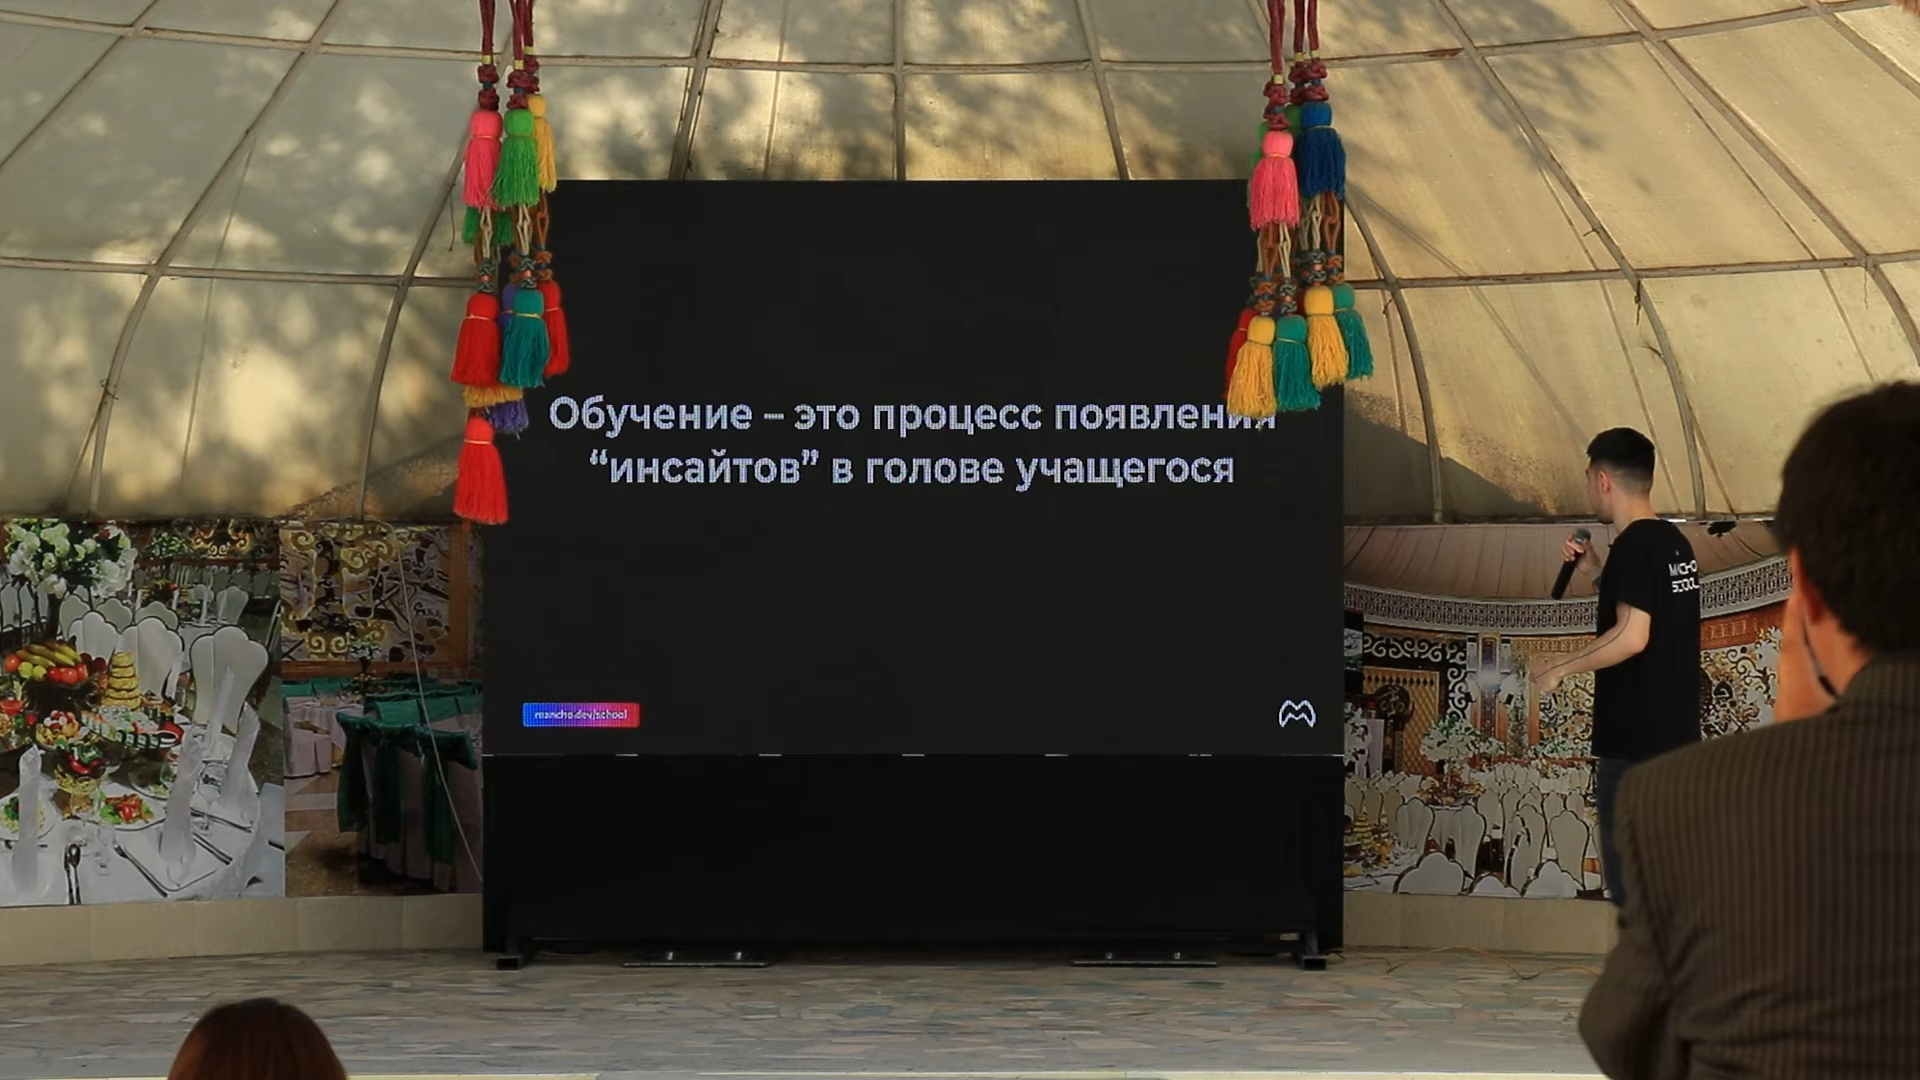 Обучение – это процесс появления
“инсайтов” в голове учащегося
mancho.dev/school